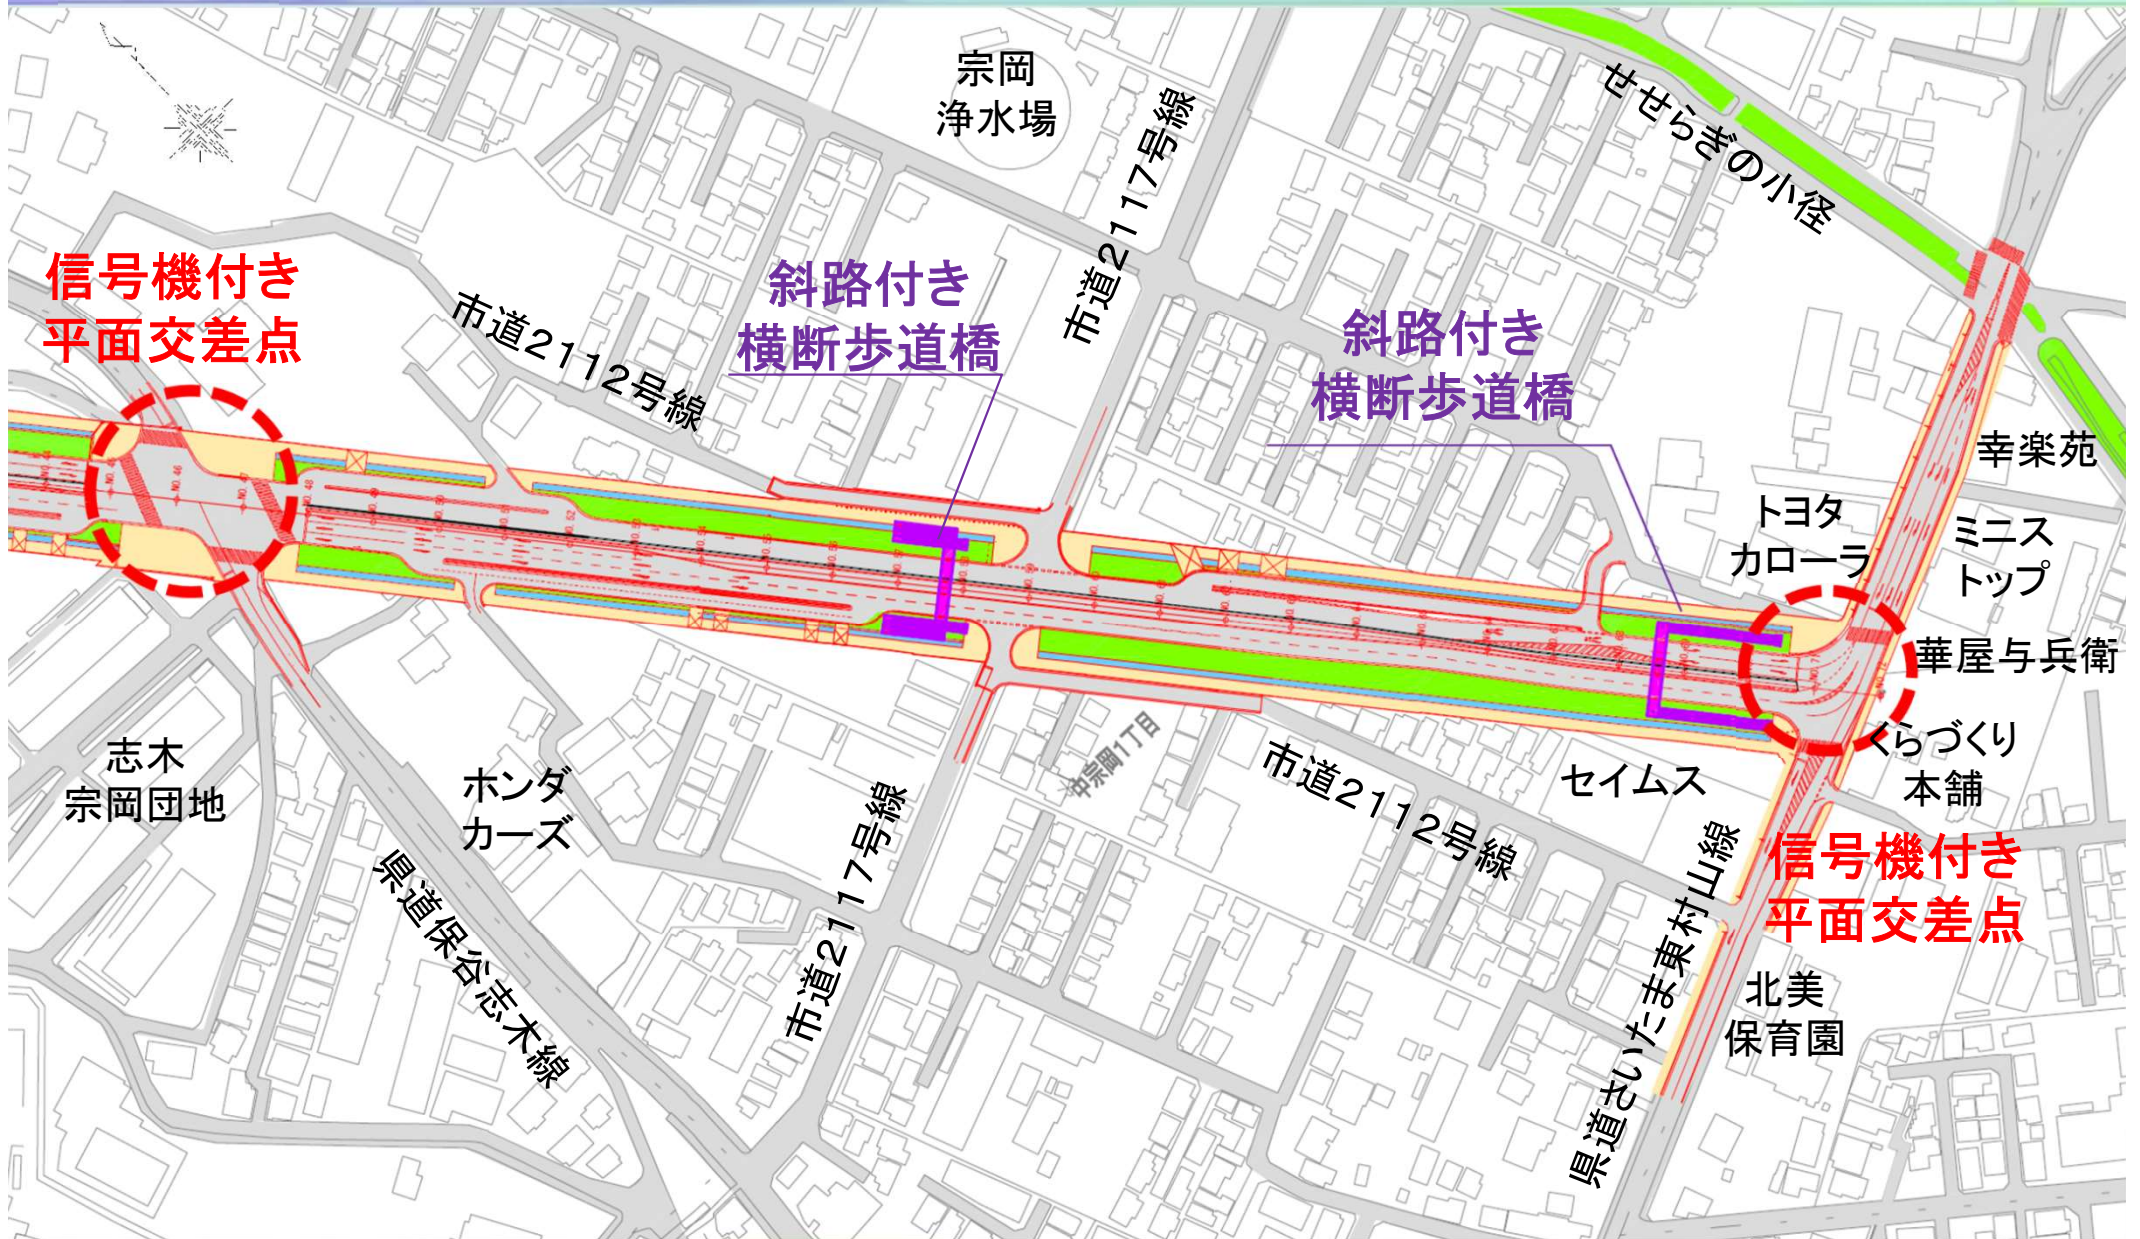 宗岡
浄水場
市道2117号線
せせらぎの小径
信号機付き
平面交差点
市道2112号線
斜路付き
横断歩道橋
斜路付き
横断歩道橋
幸楽苑
トヨタ
カローラ
ミニス
トップ
華屋与兵衛
くらづくり
本舗
志木
宗岡団地
ホンダ
カーズ
中宗岡1丁目
市道2112号線
セイムス
信号機付き
平面交差点
県道保谷志木線
市道2117号線
県道さいたま東村山線
北美
保育園
NO. 46
NO. 48